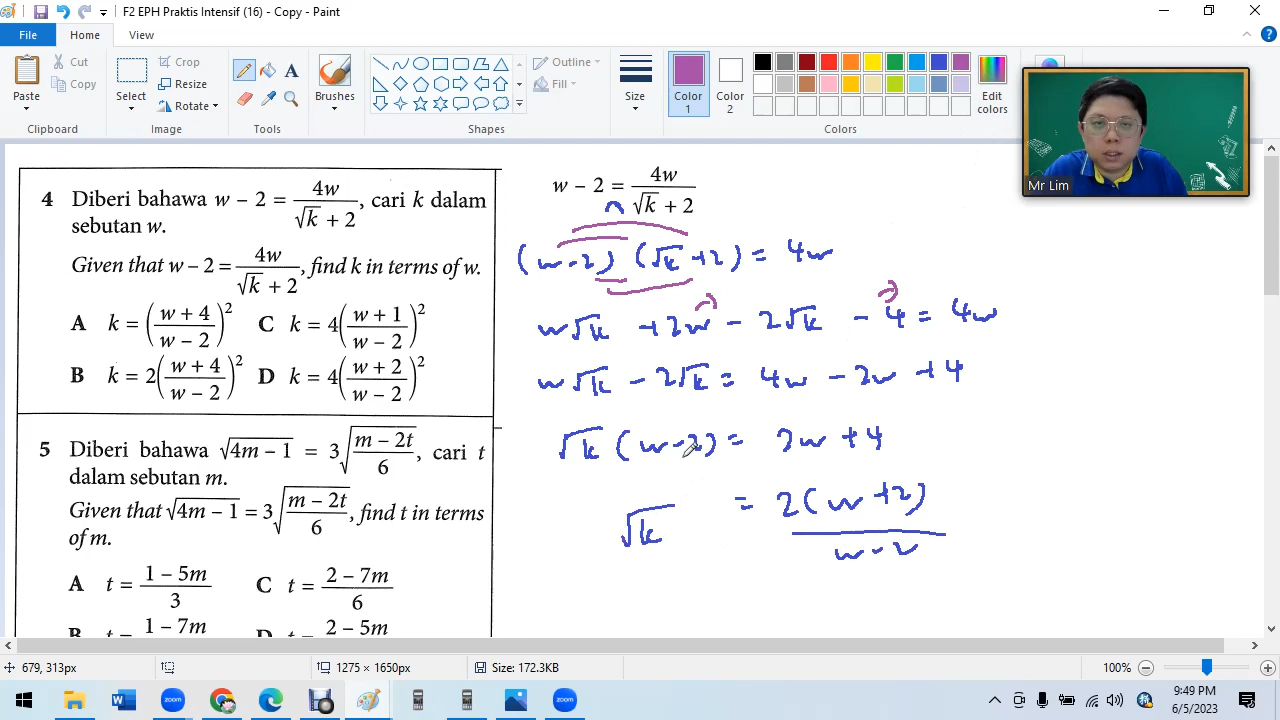 F2 EPH Praktis Intensif (16) - Copy - Paint
File Home View
Paste Cut Copy Clipboard
Select Crop Resize Rotate Image
Tools
Brushes
Shapes Outline Fill
Size
Color 1 Color 2 Edit colors Colors
Mr Lim
4 Diberi bahawa w − 2 = 4w/(√k + 2), cari k dalam
sebutan w.
Given that w − 2 = 4w/(√k + 2), find k in terms of w.
A k = ((w + 4)/(w − 2))² C k = 4((w + 1)/(w − 2))²
B k = 2((w + 4)/(w − 2))² D k = 4((w + 2)/(w − 2))²
5 Diberi bahawa √(4m − 1) = 3√((m − 2t)/6), cari t
dalam sebutan m.
Given that √(4m − 1) = 3√((m − 2t)/6), find t in terms
of m.
A t = (1 − 5m)/3 C t = (2 − 7m)/6
1 − 7m 2 − 5m
w − 2 = 4w/(√k + 2)
(w-2) (√k +2) = 4w
w√k +2w - 2√k - 4 = 4w
w√k - 2√k = 4w - 2w + 4
√k (w-2) = 2w + 4
√k = 2(w+2)/(w-2)
679, 313px 1275 × 1650px Size: 172.3KB 100%
9:49 PM
6/5/2023